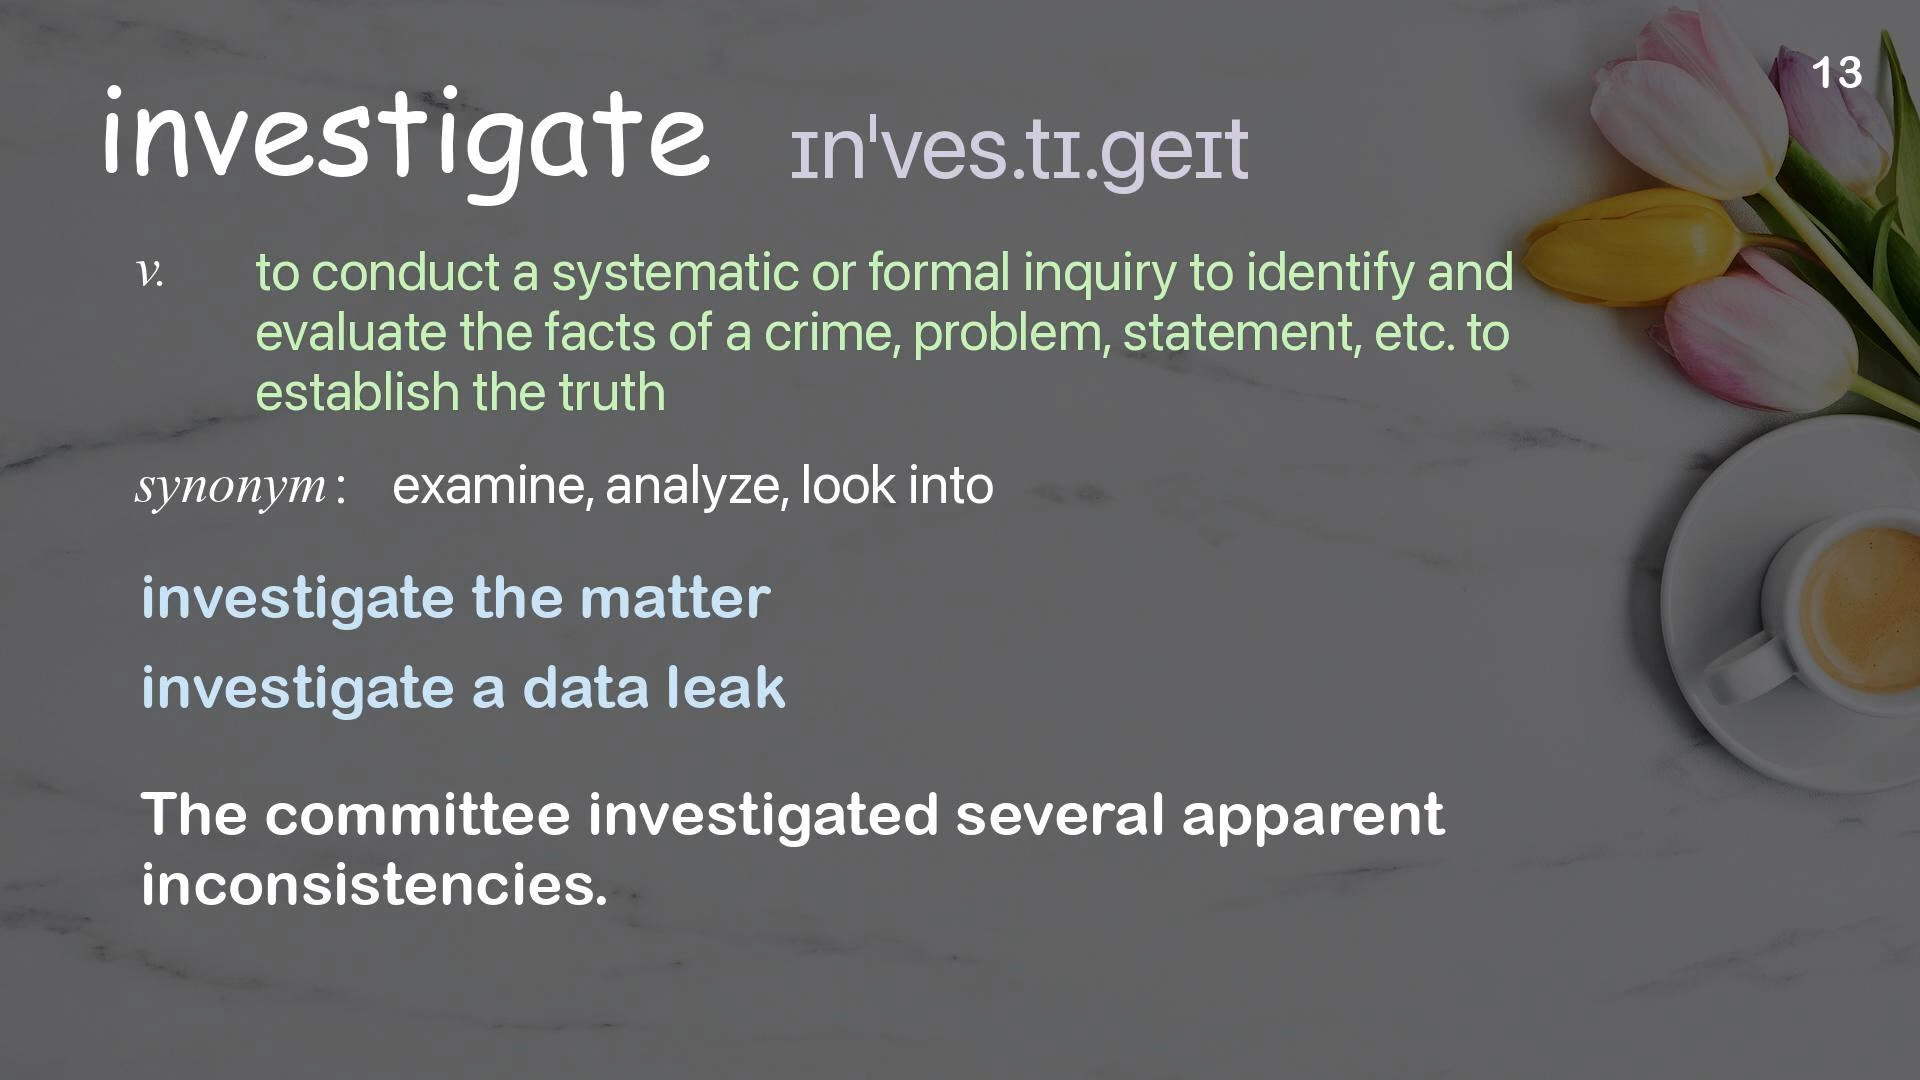 13
investigate ɪnˈves.tɪ.ɡeɪt
v. to conduct a systematic or formal inquiry to identify and
evaluate the facts of a crime, problem, statement, etc. to
establish the truth
synonym : examine, analyze, look into
investigate the matter
investigate a data leak
The committee investigated several apparent
inconsistencies.